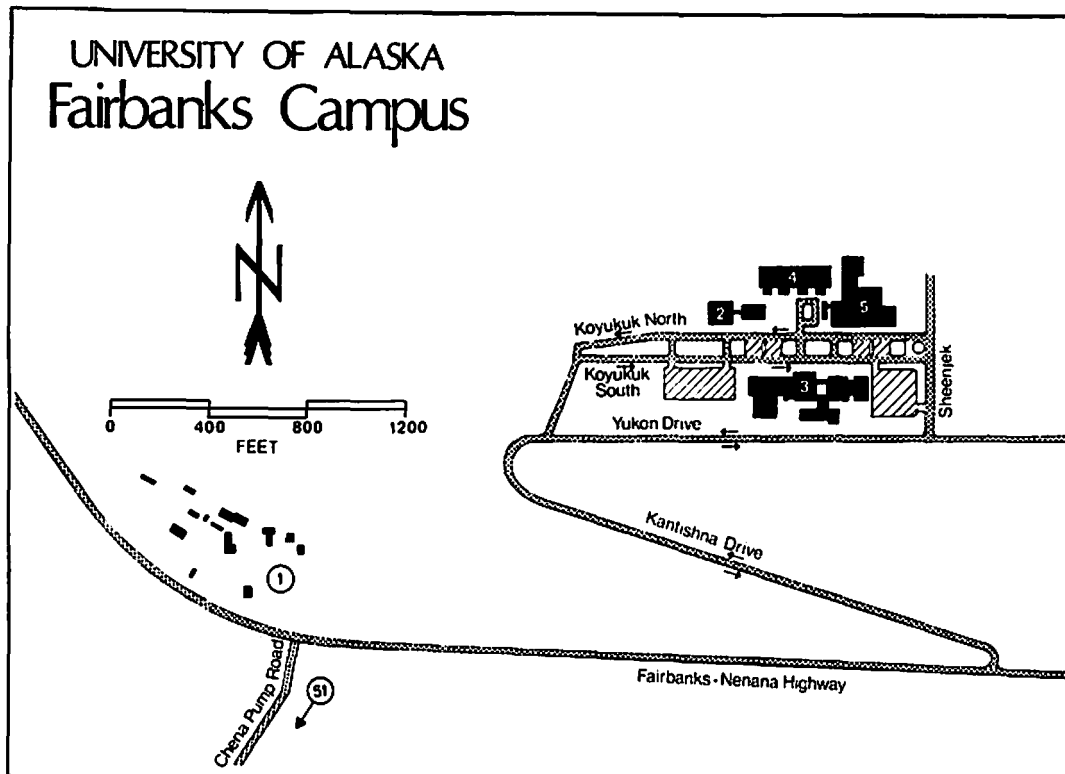 UNIVERSITY OF ALASKA
Fairbanks Campus
N
0 400 800 1200
FEET
4
5
2
Koyukuk North
Koyukuk
South
3
Sheenjek
Yukon Drive
Kantishna Drive
1
Fairbanks - Nenana Highway
Chena Pump Road
51